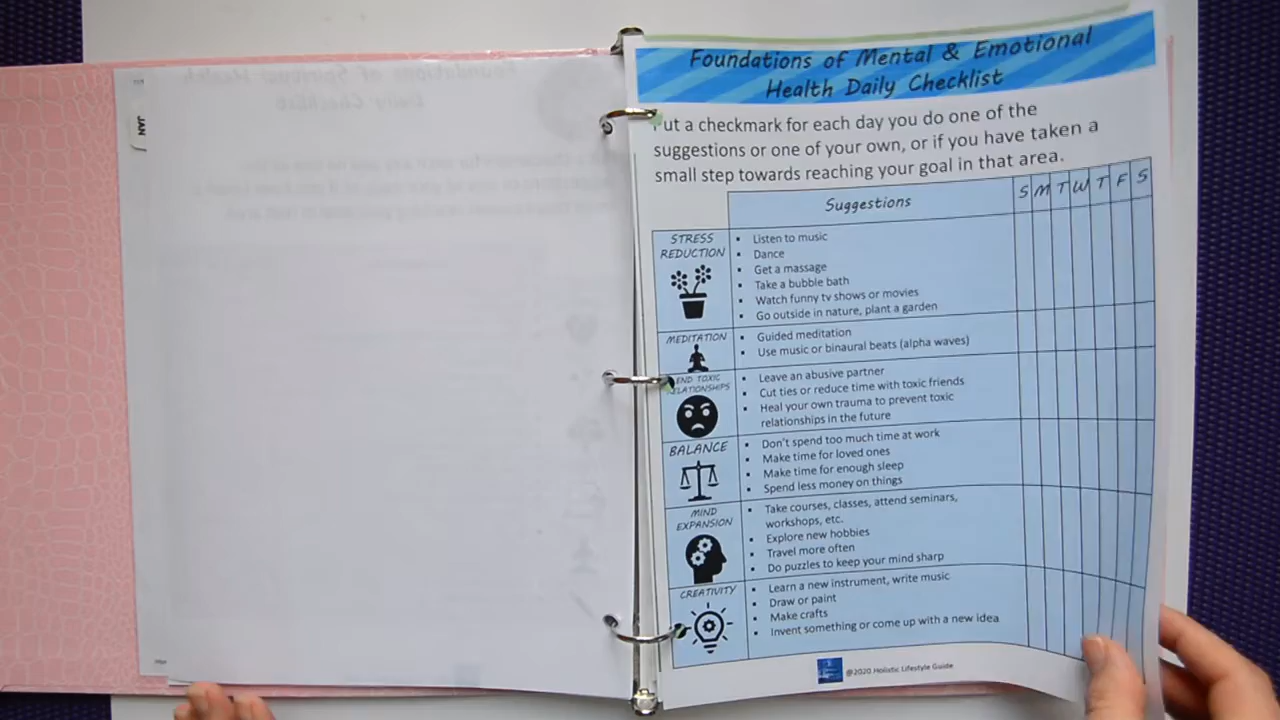 JAN
Foundations of Mental & Emotional
Health Daily Checklist
Put a checkmark for each day you do one of the
suggestions or one of your own, or if you have taken a
small step towards reaching your goal in that area.
Suggestions S M T W T F S
STRESS
REDUCTION
▪ Listen to music
▪ Dance
▪ Get a massage
▪ Take a bubble bath
▪ Watch funny tv shows or movies
▪ Go outside in nature, plant a garden
MEDITATION
▪ Guided meditation
▪ Use music or binaural beats (alpha waves)
END TOXIC
RELATIONSHIPS
▪ Leave an abusive partner
▪ Cut ties or reduce time with toxic friends
▪ Heal your own trauma to prevent toxic
relationships in the future
BALANCE
▪ Don't spend too much time at work
▪ Make time for loved ones
▪ Make time for enough sleep
▪ Spend less money on things
MIND
EXPANSION
▪ Take courses, classes, attend seminars,
workshops, etc.
▪ Explore new hobbies
▪ Travel more often
▪ Do puzzles to keep your mind sharp
CREATIVITY
▪ Learn a new instrument, write music
▪ Draw or paint
▪ Make crafts
▪ Invent something or come up with a new idea
@2020 Holistic Lifestyle Guide